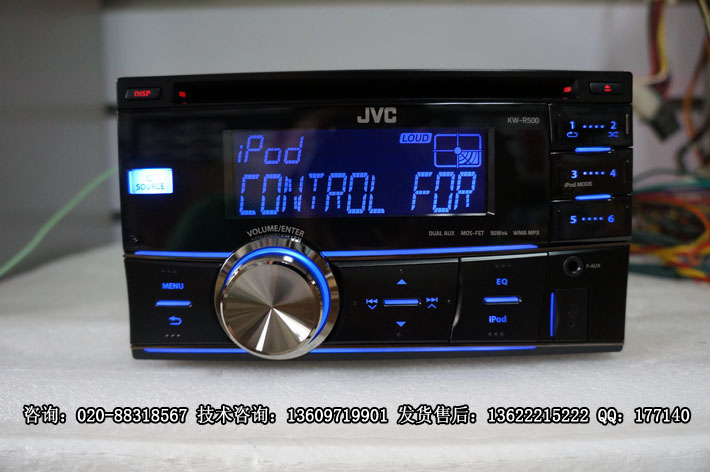 DISP
JVC
KW-R500
LOUD
iPod
CONTROL FOR
SOURCE
1 2
3 4
iPod MODE
5 6
VOLUME/ENTER
DUAL AUX MOS-FET 50Wx4 WMA MP3
MENU
EQ
iPod
F-AUX
咨询: 020-88318567 技术咨询: 13609719901 发货售后: 13622215222 QQ: 177140